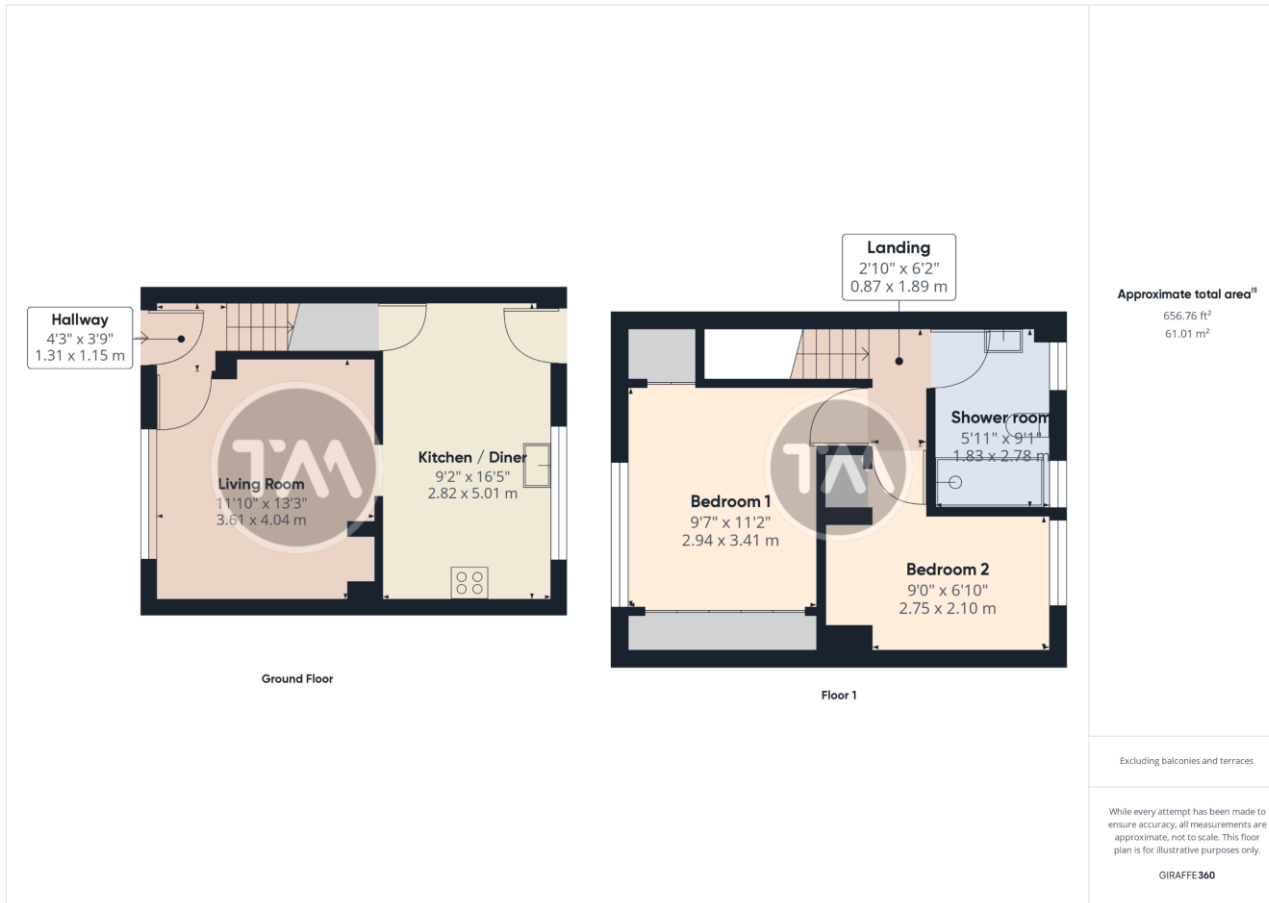 Hallway
4'3" x 3'9"
1.31 x 1.15 m
Living Room
11'10" x 13'3"
3.61 x 4.04 m
TM
Kitchen / Diner
9'2" x 16'5"
2.82 x 5.01 m
Ground Floor
Landing
2'10" x 6'2"
0.87 x 1.89 m
Shower room
5'11" x 9'1"
1.83 x 2.78 m
Bedroom 1
9'7" x 11'2"
2.94 x 3.41 m
TM
Bedroom 2
9'0" x 6'10"
2.75 x 2.10 m
Floor 1
Approximate total area⁽¹⁾
656.76 ft²
61.01 m²
Excluding balconies and terraces
While every attempt has been made to
ensure accuracy, all measurements are
approximate, not to scale. This floor
plan is for illustrative purposes only.
GIRAFFE360